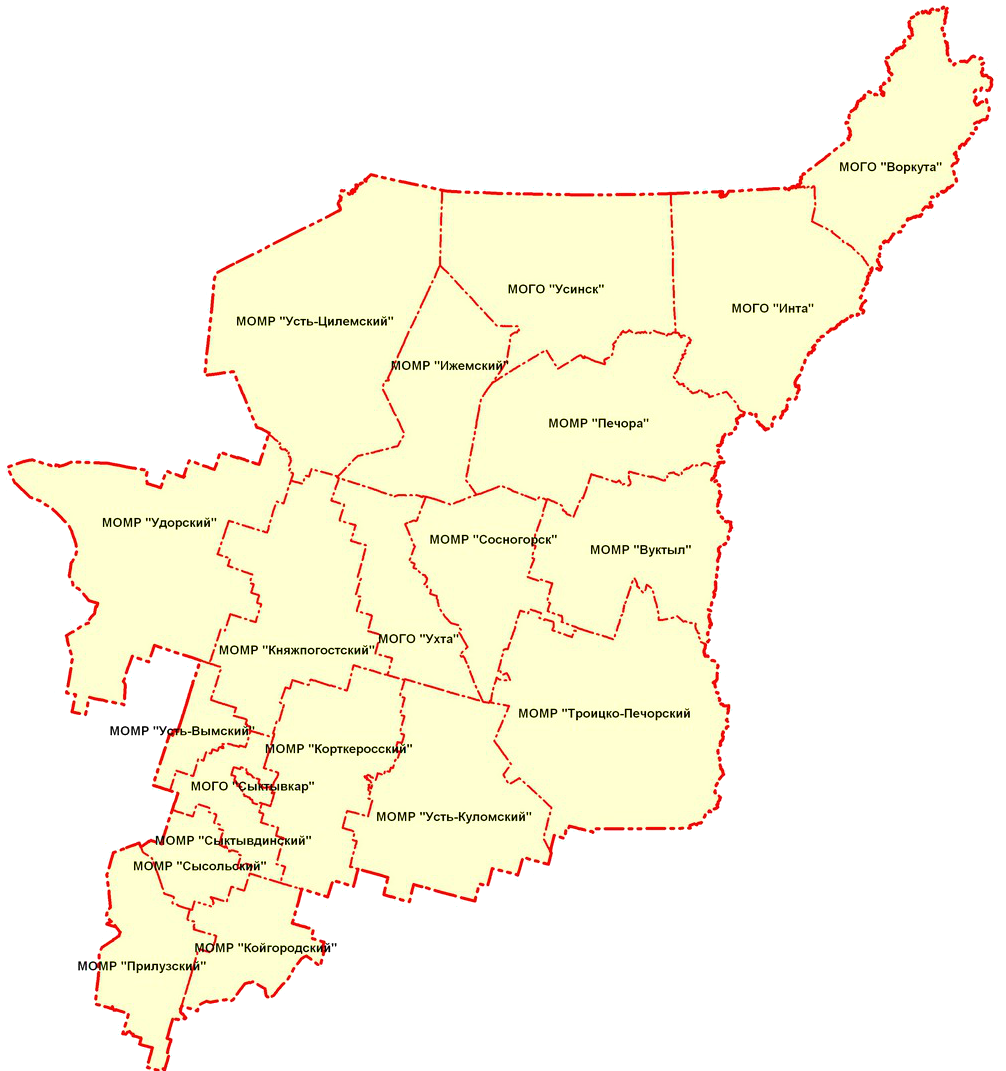 МОГО "Воркута"
МОГО "Усинск"
МОГО "Инта"
МОМР "Усть-Цилемский"
МОМР "Ижемский"
МОМР "Печора"
МОМР "Удорский"
МОМР "Сосногорск"
МОМР "Вуктыл"
МОГО "Ухта"
МОМР "Княжпогостский"
МОМР "Троицко-Печорский
МОМР "Усть-Вымский"
МОМР "Корткеросский"
МОГО "Сыктывкар"
МОМР "Усть-Куломский"
МОМР "Сыктывдинский"
МОМР "Сысольский"
МОМР "Койгородский"
МОМР "Прилузский"